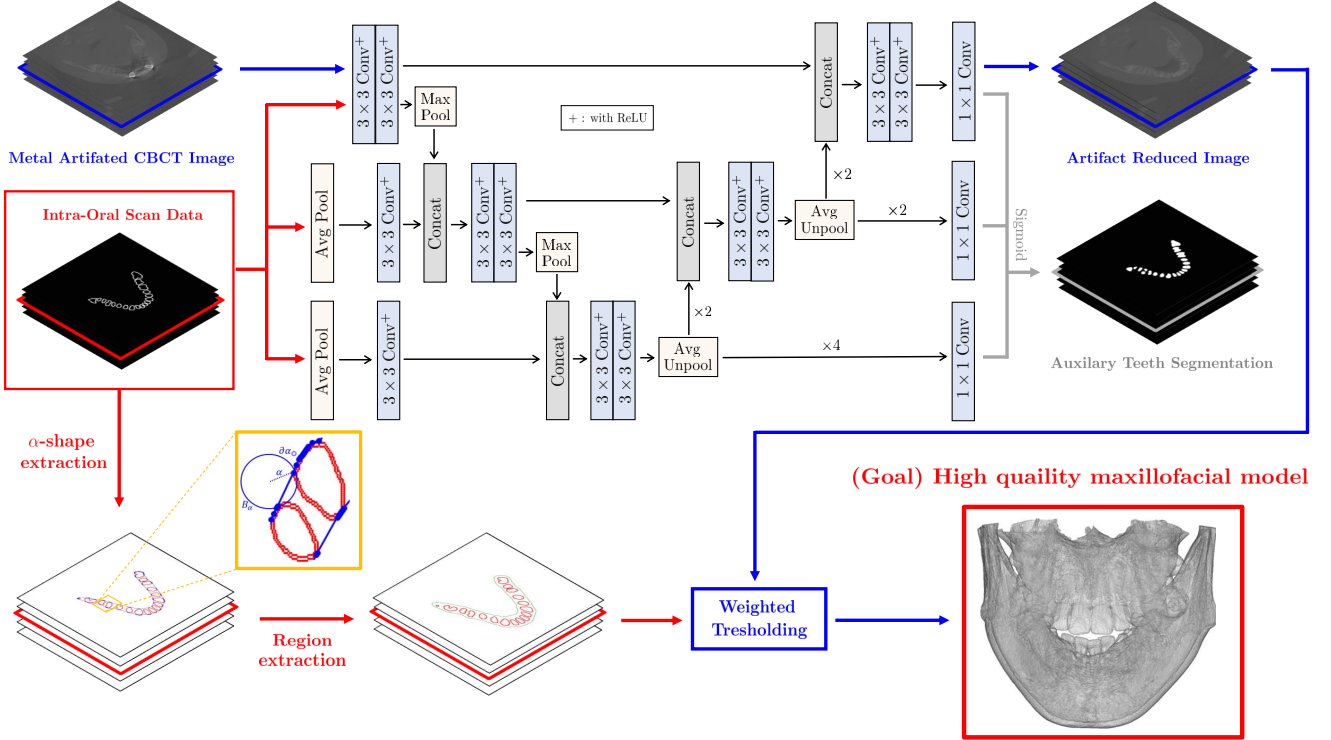 3 × 3 Conv+
3 × 3 Conv+
Max
Pool
Concat
3 × 3 Conv+
3 × 3 Conv+
1 × 1 Conv
+ : with ReLU
Metal Artifated CBCT Image
Artifact Reduced Image
Intra-Oral Scan Data
Avg Pool
3 × 3 Conv+
Concat
3 × 3 Conv+
3 × 3 Conv+
Max
Pool
Concat
3 × 3 Conv+
3 × 3 Conv+
×2
Avg
Unpool
×2
1 × 1 Conv
Sigmoid
Avg Pool
3 × 3 Conv+
Concat
3 × 3 Conv+
3 × 3 Conv+
×2
Avg
Unpool
×4
1 × 1 Conv
Auxilary Teeth Segmentation
α-shape
extraction
∂α
α
Bα
(Goal) High quaility maxillofacial model
Region
extraction
Weighted
Tresholding